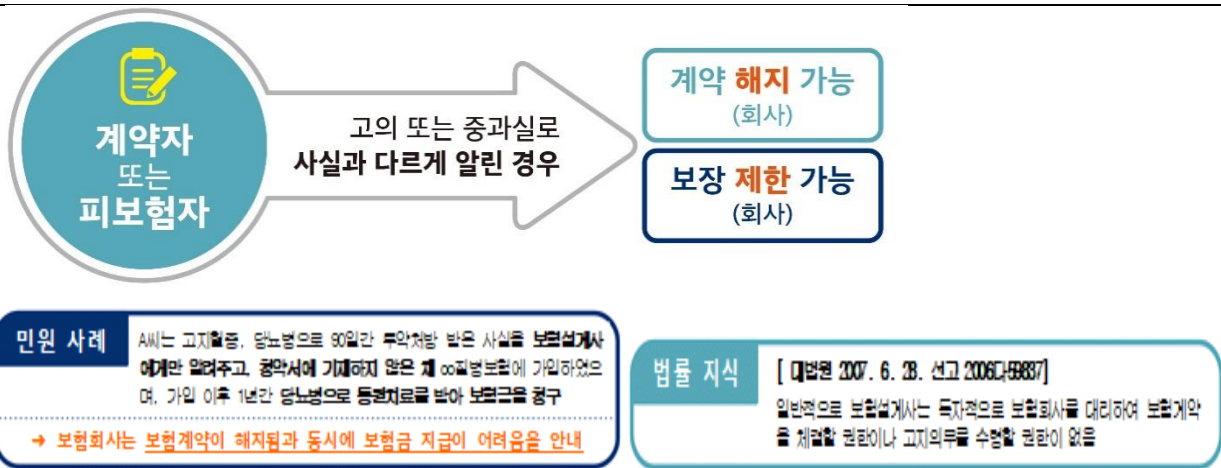 계약자
또는
피보험자
고의 또는 중과실로
사실과 다르게 알린 경우
계약 해지 가능
(회사)
보장 제한 가능
(회사)
민원 사례
A씨는 고지혈증, 당뇨병으로 90일간 투약처방 받은 사실을 보험설계사
에게만 알려주고, 청약서에 기재하지 않은 채 ∞질병보험에 가입하였으
며, 가입 이후 1년간 당뇨병으로 통원치료를 받아 보험금을 청구
→ 보험회사는 보험계약이 해지됨과 동시에 보험금 지급이 어려움을 안내
법률 지식
[ 대법원 2007. 6. 28. 선고 2006다59837]
일반적으로 보험설계사는 독자적으로 보험회사를 대리하여 보험계약
을 체결할 권한이나 고지의무를 수령할 권한이 없음